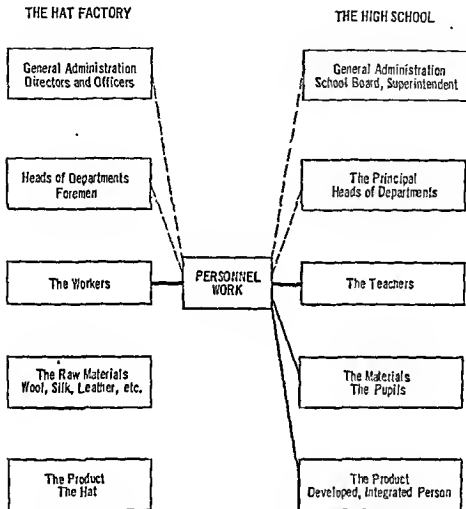 THE HAT FACTORY
THE HIGH SCHOOL
General Administration
Directors and Officers
General Administration
School Board, Superintendent
Heads of Departments
Foremen
The Principal
Heads of Departments
The Workers
PERSONNEL
WORK
The Teachers
The Raw Materials
Wool, Silk, Leather, etc.
The Materials
The Pupils
The Product
The Hat
The Product
Developed, Integrated Person